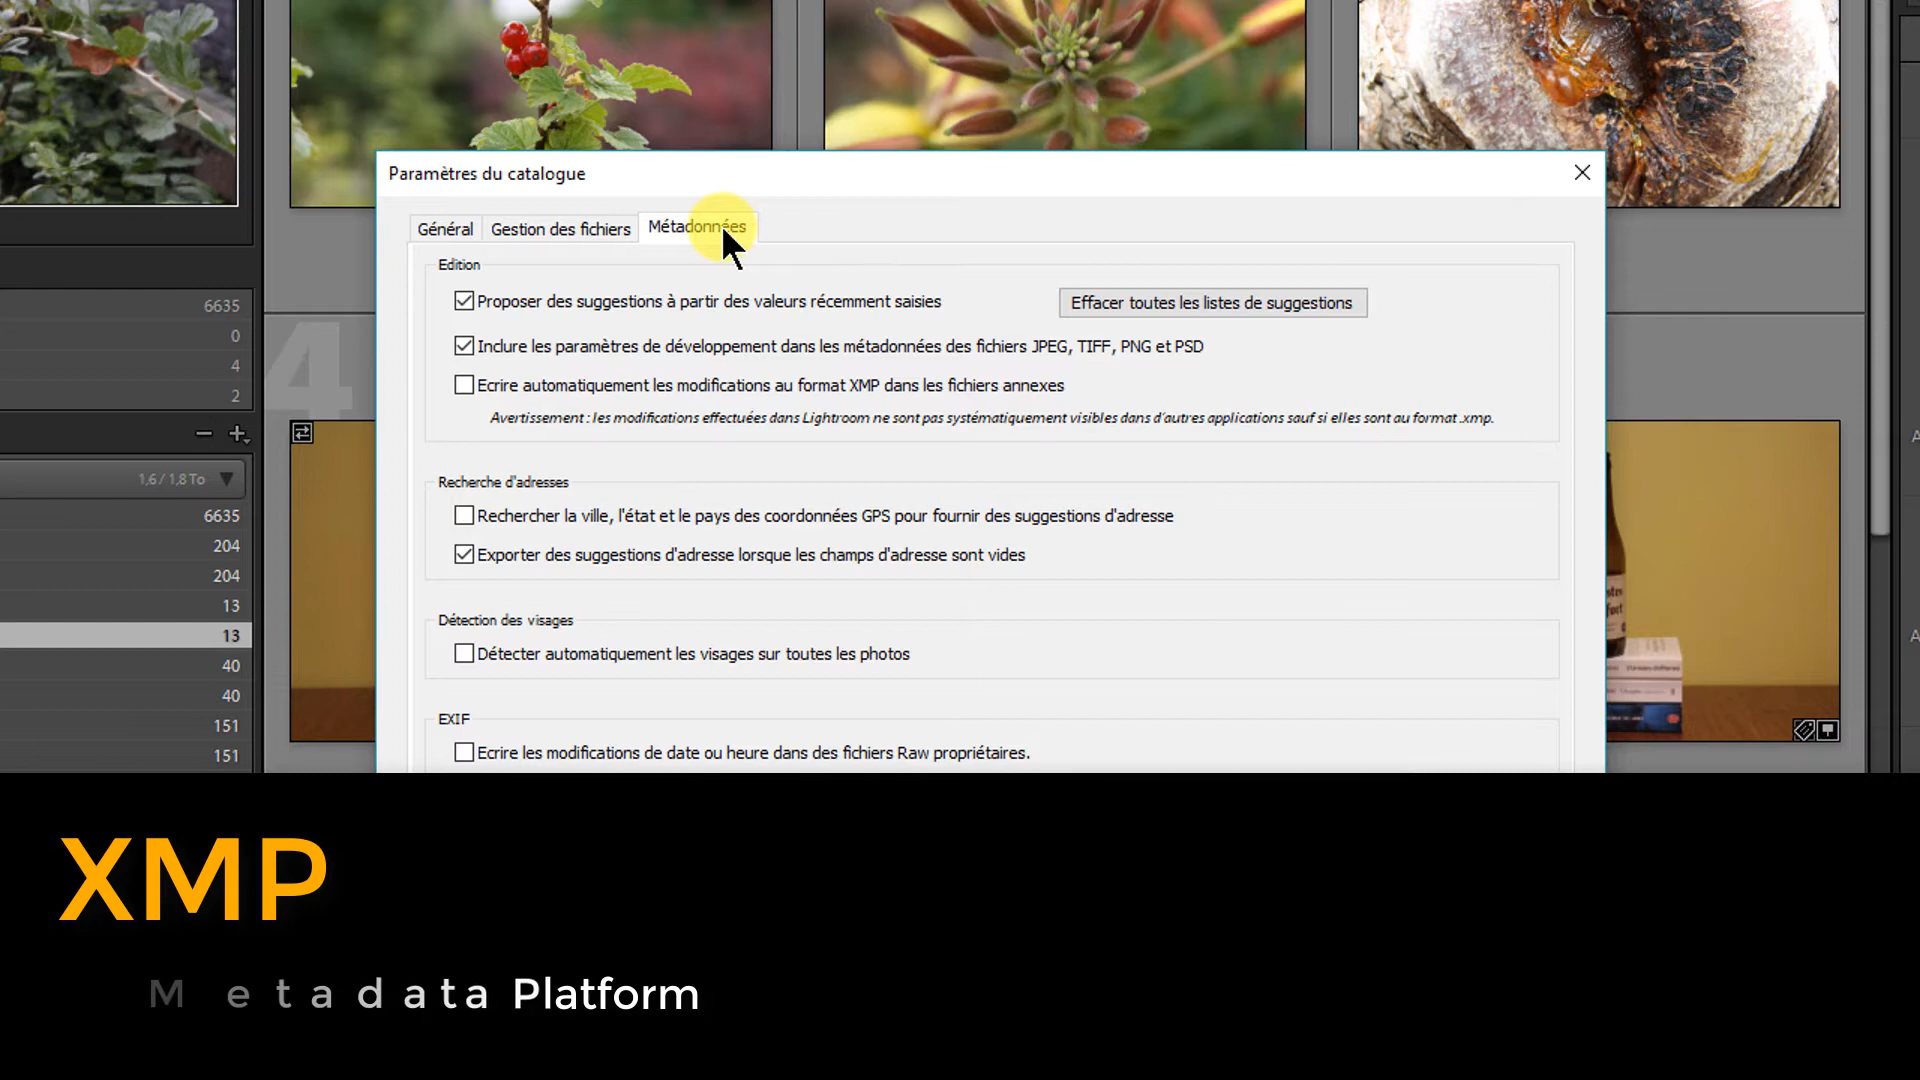 Paramètres du catalogue
Général
Gestion des fichiers
Métadonnées
Edition
Proposer des suggestions à partir des valeurs récemment saisies
Effacer toutes les listes de suggestions
Inclure les paramètres de développement dans les métadonnées des fichiers JPEG, TIFF, PNG et PSD
Ecrire automatiquement les modifications au format XMP dans les fichiers annexes
Avertissement : les modifications effectuées dans Lightroom ne sont pas systématiquement visibles dans d'autres applications sauf si elles sont au format .xmp.
Recherche d'adresses
Rechercher la ville, l'état et le pays des coordonnées GPS pour fournir des suggestions d'adresse
Exporter des suggestions d'adresse lorsque les champs d'adresse sont vides
Détection des visages
Détecter automatiquement les visages sur toutes les photos
EXIF
Ecrire les modifications de date ou heure dans des fichiers Raw propriétaires.
6635
0
4
2
1,6 / 1,8 To
6635
204
204
13
13
40
40
151
151
4
A
A
XMP
Metadata Platform